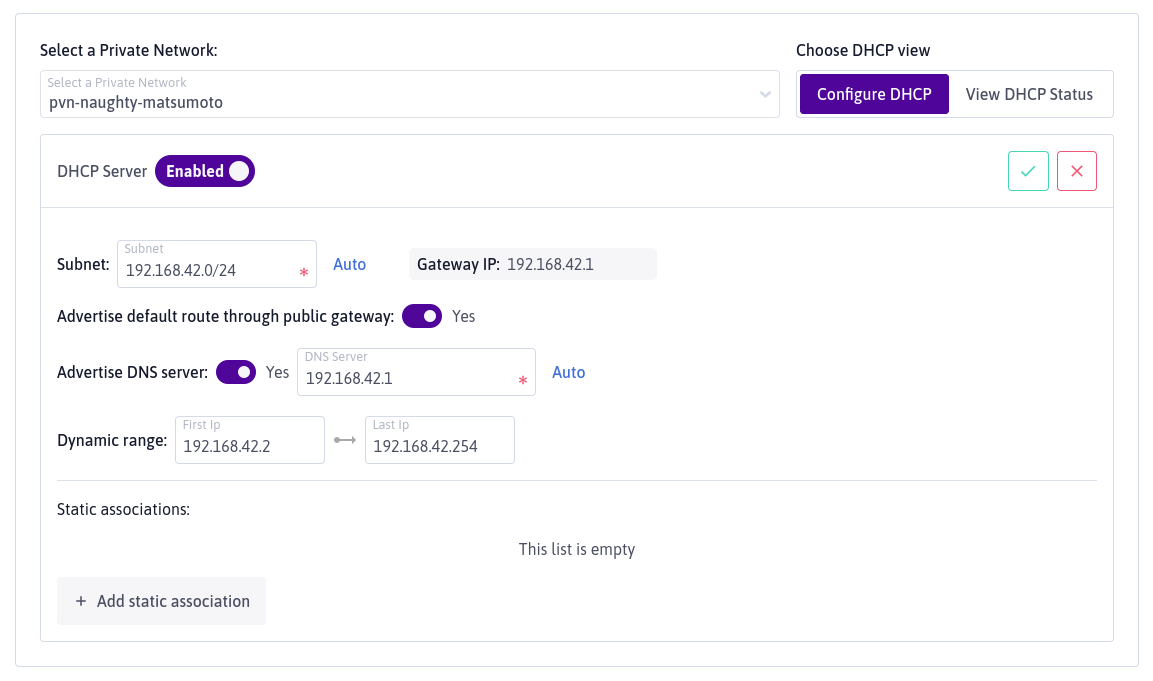 Select a Private Network:
Choose DHCP view
Select a Private Network
pvn-naughty-matsumoto
Configure DHCP
View DHCP Status
DHCP Server Enabled
Subnet:
Subnet
192.168.42.0/24 *
Auto
Gateway IP: 192.168.42.1
Advertise default route through public gateway: Yes
Advertise DNS server: Yes
DNS Server
192.168.42.1 *
Auto
Dynamic range:
First Ip
192.168.42.2
Last Ip
192.168.42.254
Static associations:
This list is empty
+ Add static association